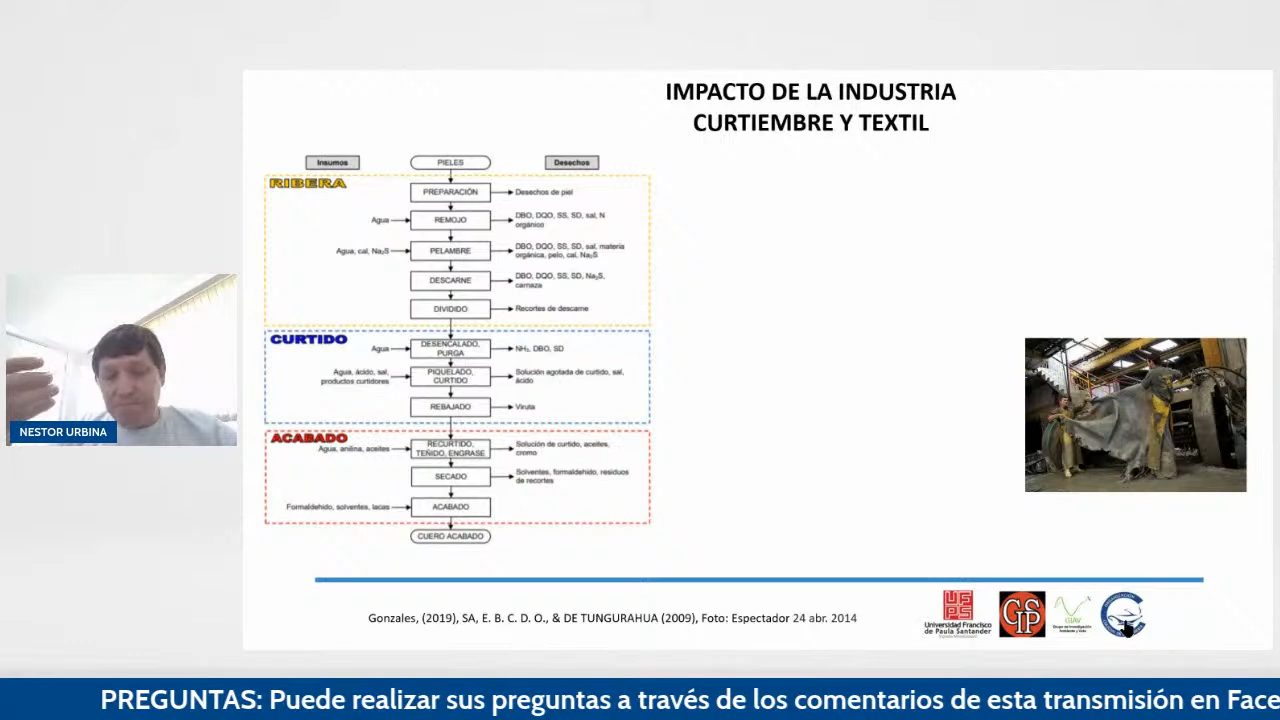 IMPACTO DE LA INDUSTRIA
CURTIEMBRE Y TEXTIL
Insumos
PIELES
Desechos
RIBERA
PREPARACIÓN
Desechos de piel
Agua
REMOJO
DBO, DQO, SS, SD, sal, N
orgánico
Agua, cal, Na₂S
PELAMBRE
DBO, DQO, SS, SD, sal, materia
orgánica, pelo, cal, Na₂S
DESCARNE
DBO, DQO, SS, SD, Na₂S,
carnaza
DIVIDIDO
Recortes de descarne
CURTIDO
Agua
DESENCALADO,
PURGA
NH₃, DBO, SD
Agua, ácido, sal,
productos curtidores
PIQUELADO,
CURTIDO
Solución agotada de curtido, sal,
ácido
REBAJADO
Viruta
ACABADO
Agua, anilina, aceites
RECURTIDO,
TEÑIDO, ENGRASE
Solución de curtido, aceites,
cromo
SECADO
Solventes, formaldehido, residuos
de recortes
Formaldehido, solventes, lacas
ACABADO
CUERO ACABADO
NESTOR URBINA
Gonzales, (2019), SA, E. B. C. D. O., & DE TUNGURAHUA (2009), Foto: Espectador 24 abr. 2014
UFPS
Universidad Francisco
de Paula Santander
GIAV
PREGUNTAS: Puede realizar sus preguntas a través de los comentarios de esta transmisión en Face